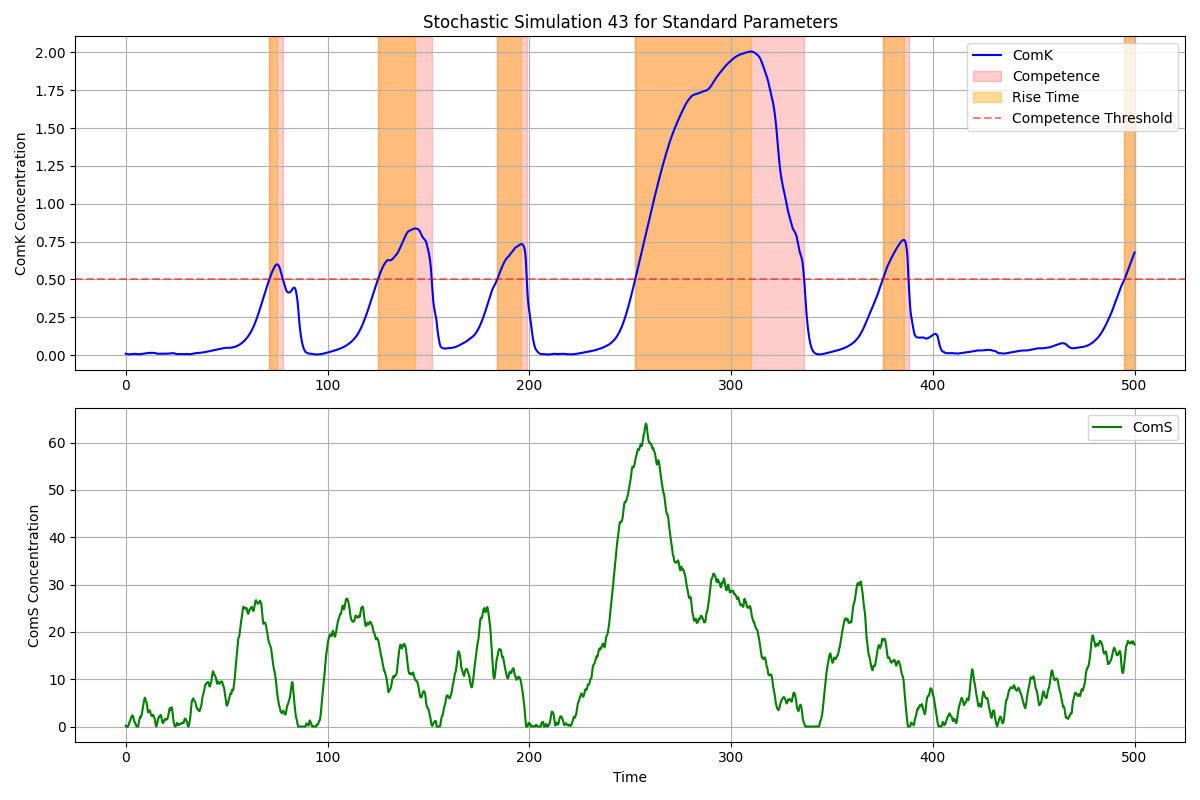 Stochastic Simulation 43 for Standard Parameters
ComK Concentration
2.00
1.75
1.50
1.25
1.00
0.75
0.50
0.25
0.00
ComK
Competence
Rise Time
Competence Threshold
0 100 200 300 400 500
ComS Concentration
60
50
40
30
20
10
0
ComS
0 100 200 300 400 500
Time